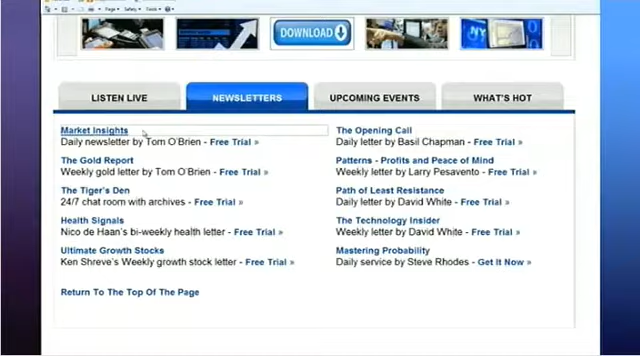 Page
Safety
Tools
DOWNLOAD
NY
LISTEN LIVE
NEWSLETTERS
UPCOMING EVENTS
WHAT'S HOT
Market Insights
Daily newsletter by Tom O'Brien - Free Trial »
The Gold Report
Weekly gold letter by Tom O'Brien - Free Trial »
The Tiger's Den
24/7 chat room with archives - Free Trial »
Health Signals
Nico de Haan's bi-weekly health letter - Free Trial »
Ultimate Growth Stocks
Ken Shreve's Weekly growth stock letter - Free Trial »
Return To The Top Of The Page
The Opening Call
Daily letter by Basil Chapman - Free Trial »
Patterns - Profits and Peace of Mind
Weekly letter by Larry Pesavento - Free Trial »
Path of Least Resistance
Daily letter by David White - Free Trial »
The Technology Insider
Weekly letter by David White - Free Trial »
Mastering Probability
Daily service by Steve Rhodes - Get It Now »